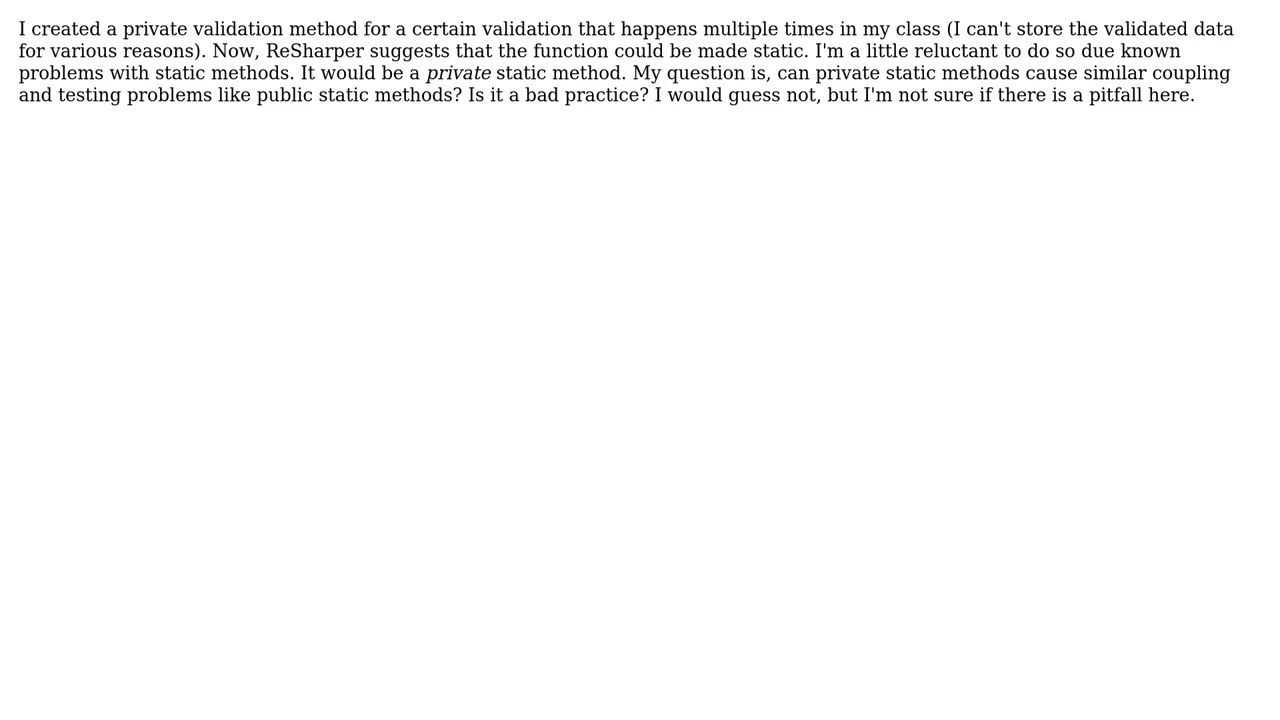 I created a private validation method for a certain validation that happens multiple times in my class (I can't store the validated data
for various reasons). Now, ReSharper suggests that the function could be made static. I'm a little reluctant to do so due known
problems with static methods. It would be a private static method. My question is, can private static methods cause similar coupling
and testing problems like public static methods? Is it a bad practice? I would guess not, but I'm not sure if there is a pitfall here.